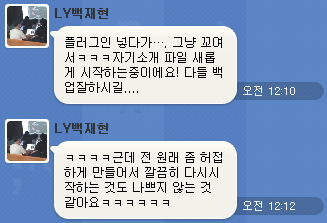 LY백재현
플러그인 넣다가…. 그냥 꼬여
서ㅋㅋㅋ자기소개 파일 새롭
게 시작하는중이에요! 다들 백
업잘하시길....
오전 12:10
LY백재현
ㅋㅋㅋㅋ근데 전 원래 좀 허접
하게 만들어서 깔끔히 다시시
작하는 것도 나쁘지 않는 것
같아요ㅋㅋㅋㅋㅋㅋ
오전 12:12